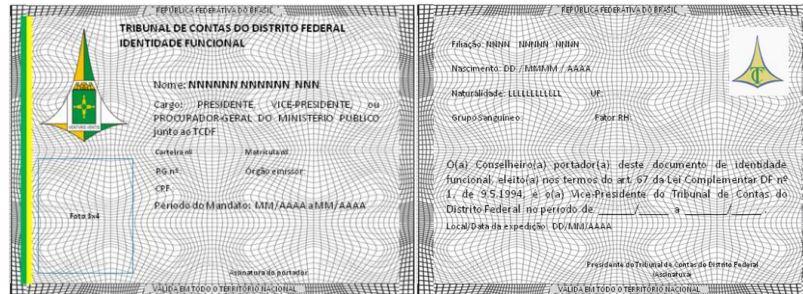 REPÚBLICA FEDERATIVA DO BRASIL
TRIBUNAL DE CONTAS DO DISTRITO FEDERAL
IDENTIDADE FUNCIONAL
Nome: NNNNNN NNNNNN NNN
Cargo: PRESIDENTE, VICE-PRESIDENTE, ou
PROCURADOR-GERAL DO MINISTÉRIO PÚBLICO
junto ao TCDF
Carteira nº Matrícula nº
RG nº Órgão emissor:
CPF
Período do Mandato: MM/AAAA a MM/AAAA
Foto 3x4
Assinatura do portador
VÁLIDA EM TODO O TERRITÓRIO NACIONAL
REPÚBLICA FEDERATIVA DO BRASIL
Filiação: NNNN NNNNN NNNN
Nascimento: DD / MMMM / AAAA
Naturalidade: LLLLLLLLLLLL UF:
Grupo Sanguíneo: Fator RH:
O(a) Conselheiro(a) portador(a) deste documento de identidade
funcional, eleito(a) nos termos do art. 67 da Lei Complementar DF nº
1, de 9.5.1994, é o(a) Vice-Presidente do Tribunal de Contas do
Distrito Federal no período de ____/____ a ____/____.
Local/Data da expedição: DD/MM/AAAA
Presidente do Tribunal de Contas do Distrito Federal
(Assinatura)
VÁLIDA EM TODO O TERRITÓRIO NACIONAL